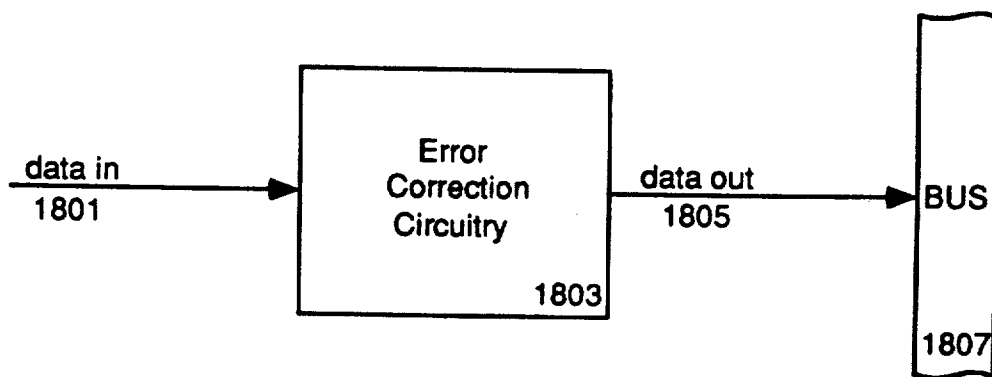 data in
1801
Error
Correction
Circuitry
1803
data out
1805
BUS
1807